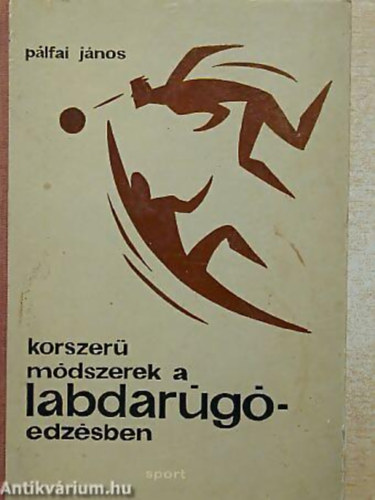 pálfai jános
korszerű
módszerek a
labdarúgó-
edzésben
sport
Antikvárium.hu